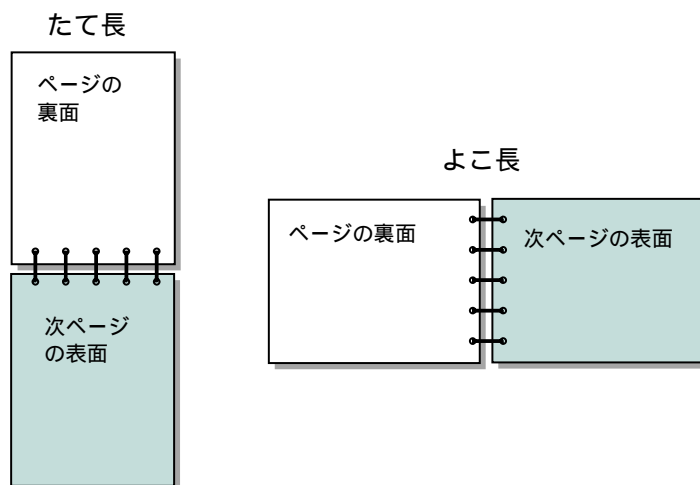 たて長
ページの
裏面
次ページ
の表面
よこ長
ページの裏面
次ページの表面